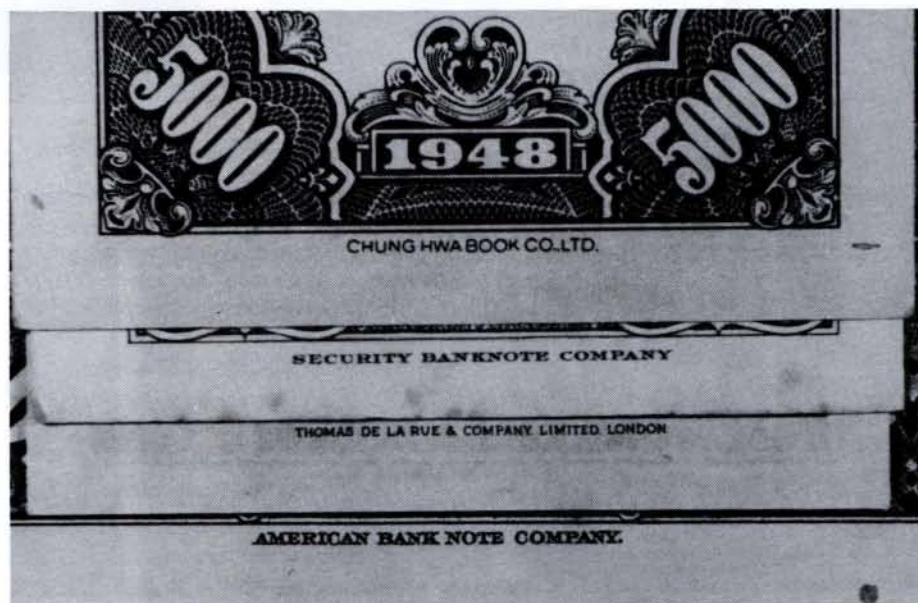 5000 5000
1948
CHUNG HWA BOOK CO.,LTD.
SECURITY BANKNOTE COMPANY
THOMAS DE LA RUE & COMPANY, LIMITED, LONDON
AMERICAN BANK NOTE COMPANY.